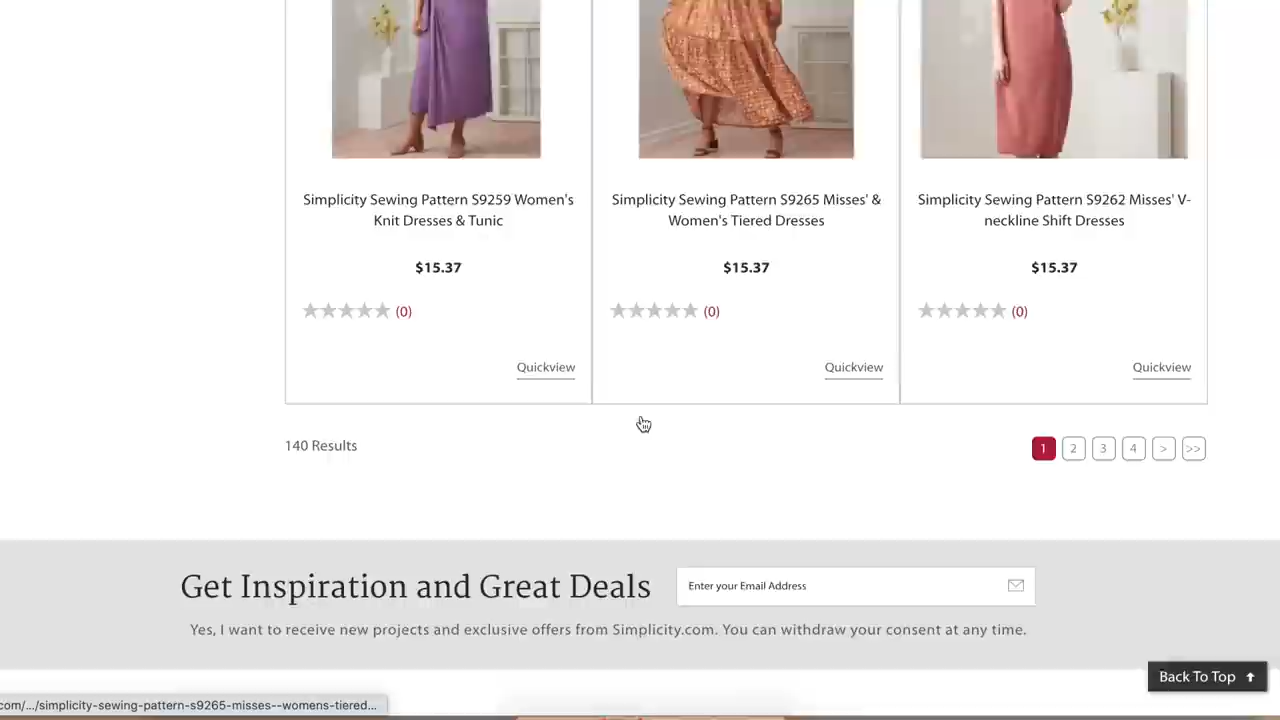 Simplicity Sewing Pattern S9259 Women's
Knit Dresses & Tunic
$15.37
(0)
Quickview
Simplicity Sewing Pattern S9265 Misses' &
Women's Tiered Dresses
$15.37
(0)
Quickview
Simplicity Sewing Pattern S9262 Misses' V-
neckline Shift Dresses
$15.37
(0)
Quickview
140 Results
1 2 3 4 > >>
Get Inspiration and Great Deals
Enter your Email Address
Yes, I want to receive new projects and exclusive offers from Simplicity.com. You can withdraw your consent at any time.
Back To Top
com/.../simplicity-sewing-pattern-s9265-misses--womens-tiered...